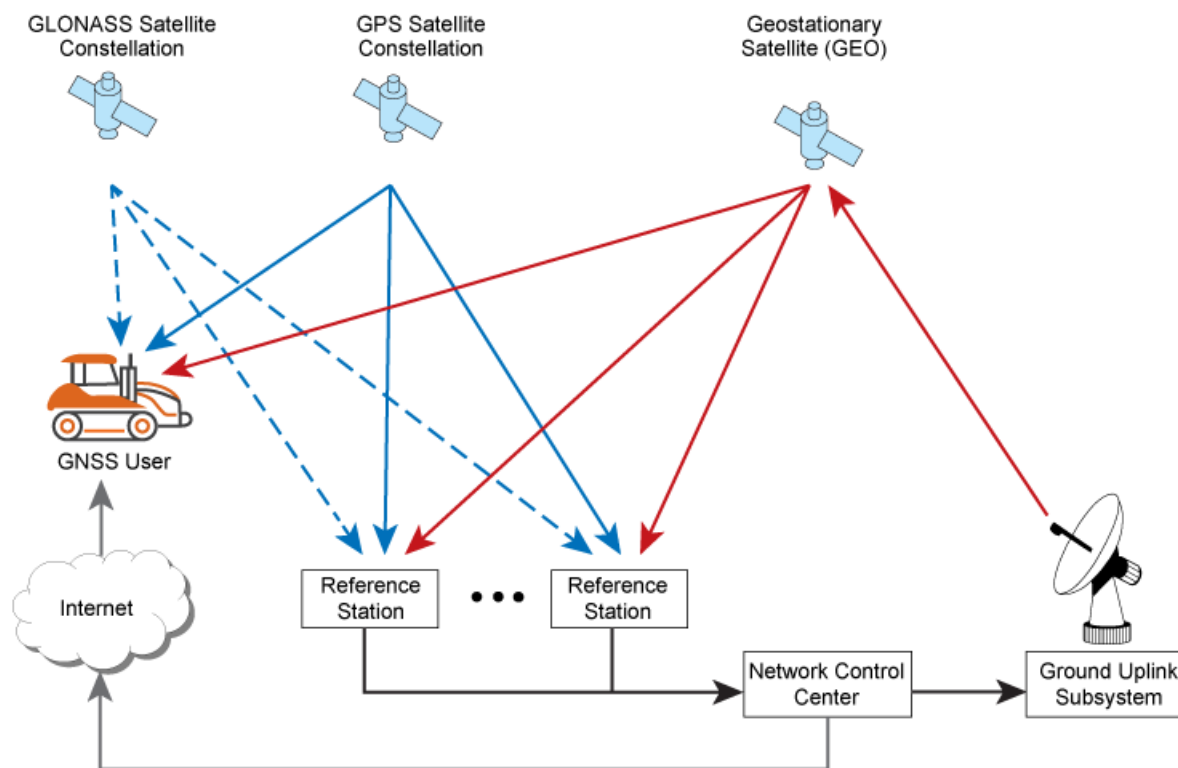 GLONASS Satellite
Constellation
GPS Satellite
Constellation
Geostationary
Satellite (GEO)
GNSS User
Internet
Reference
Station
Reference
Station
Network Control
Center
Ground Uplink
Subsystem